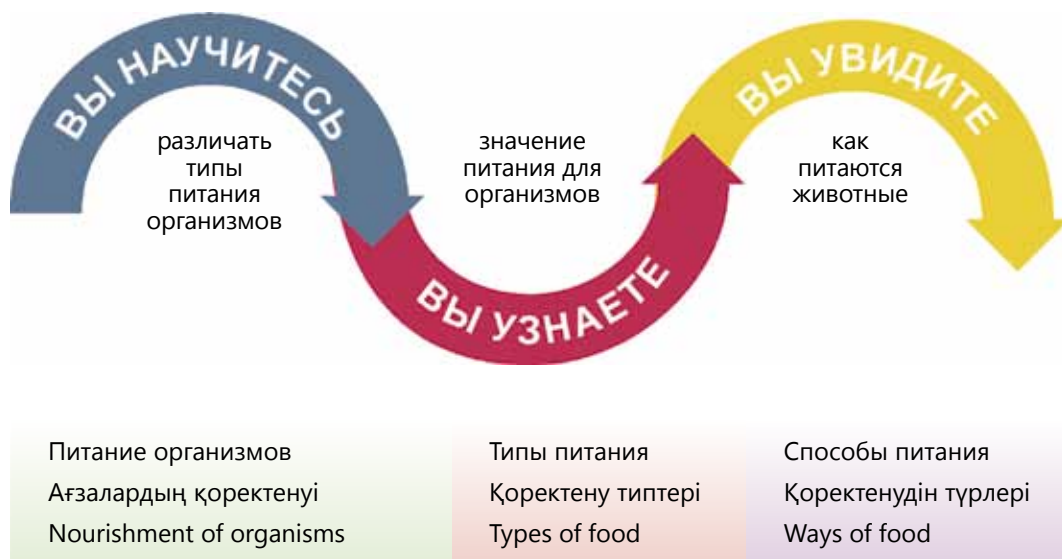 ВЫ НАУЧИТЕСЬ
различать
типы
питания
организмов
ВЫ УЗНАЕТЕ
значение
питания для
организмов
ВЫ УВИДИТЕ
как
питаются
животные
Питание организмов
Ағзалардың қоректенуі
Nourishment of organisms
Типы питания
Қоректену типтері
Types of food
Способы питания
Қоректенудін түрлері
Ways of food